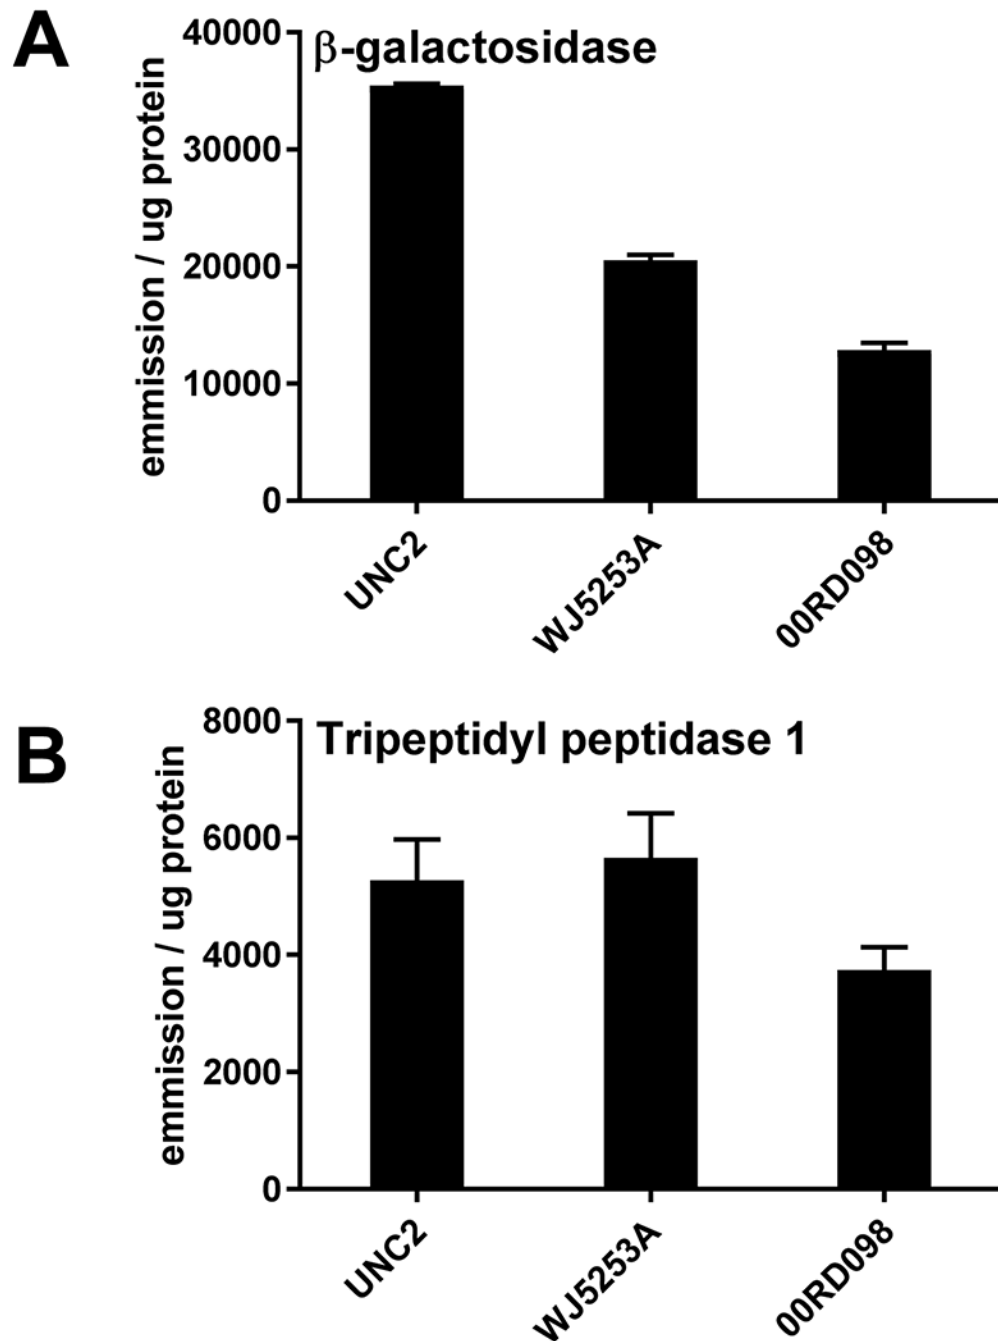 A
β-galactosidase
emmission / ug protein
40000
30000
20000
10000
0
UNC2
WJ5253A
00RD098
B
Tripeptidyl peptidase 1
emmission / ug protein
8000
6000
4000
2000
0
UNC2
WJ5253A
00RD098